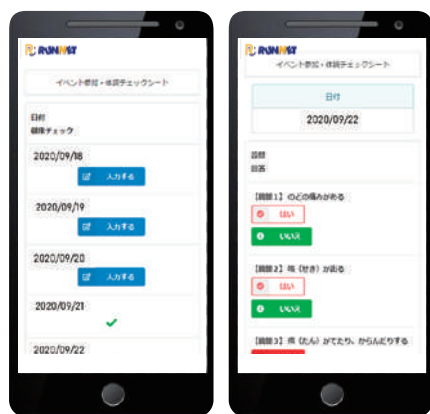 RUNNET
イベント参加・体調チェックシート
日付
健康チェック
2020/09/18
入力する
2020/09/19
入力する
2020/09/20
入力する
2020/09/21
2020/09/22
RUNNET
イベント参加・体調チェックシート
日付
2020/09/22
設問
回答
【設問1】のどの痛みがある
はい
いいえ
【設問2】咳（せき）が出る
はい
いいえ
【設問3】痰（たん）がでたり、からんだりする